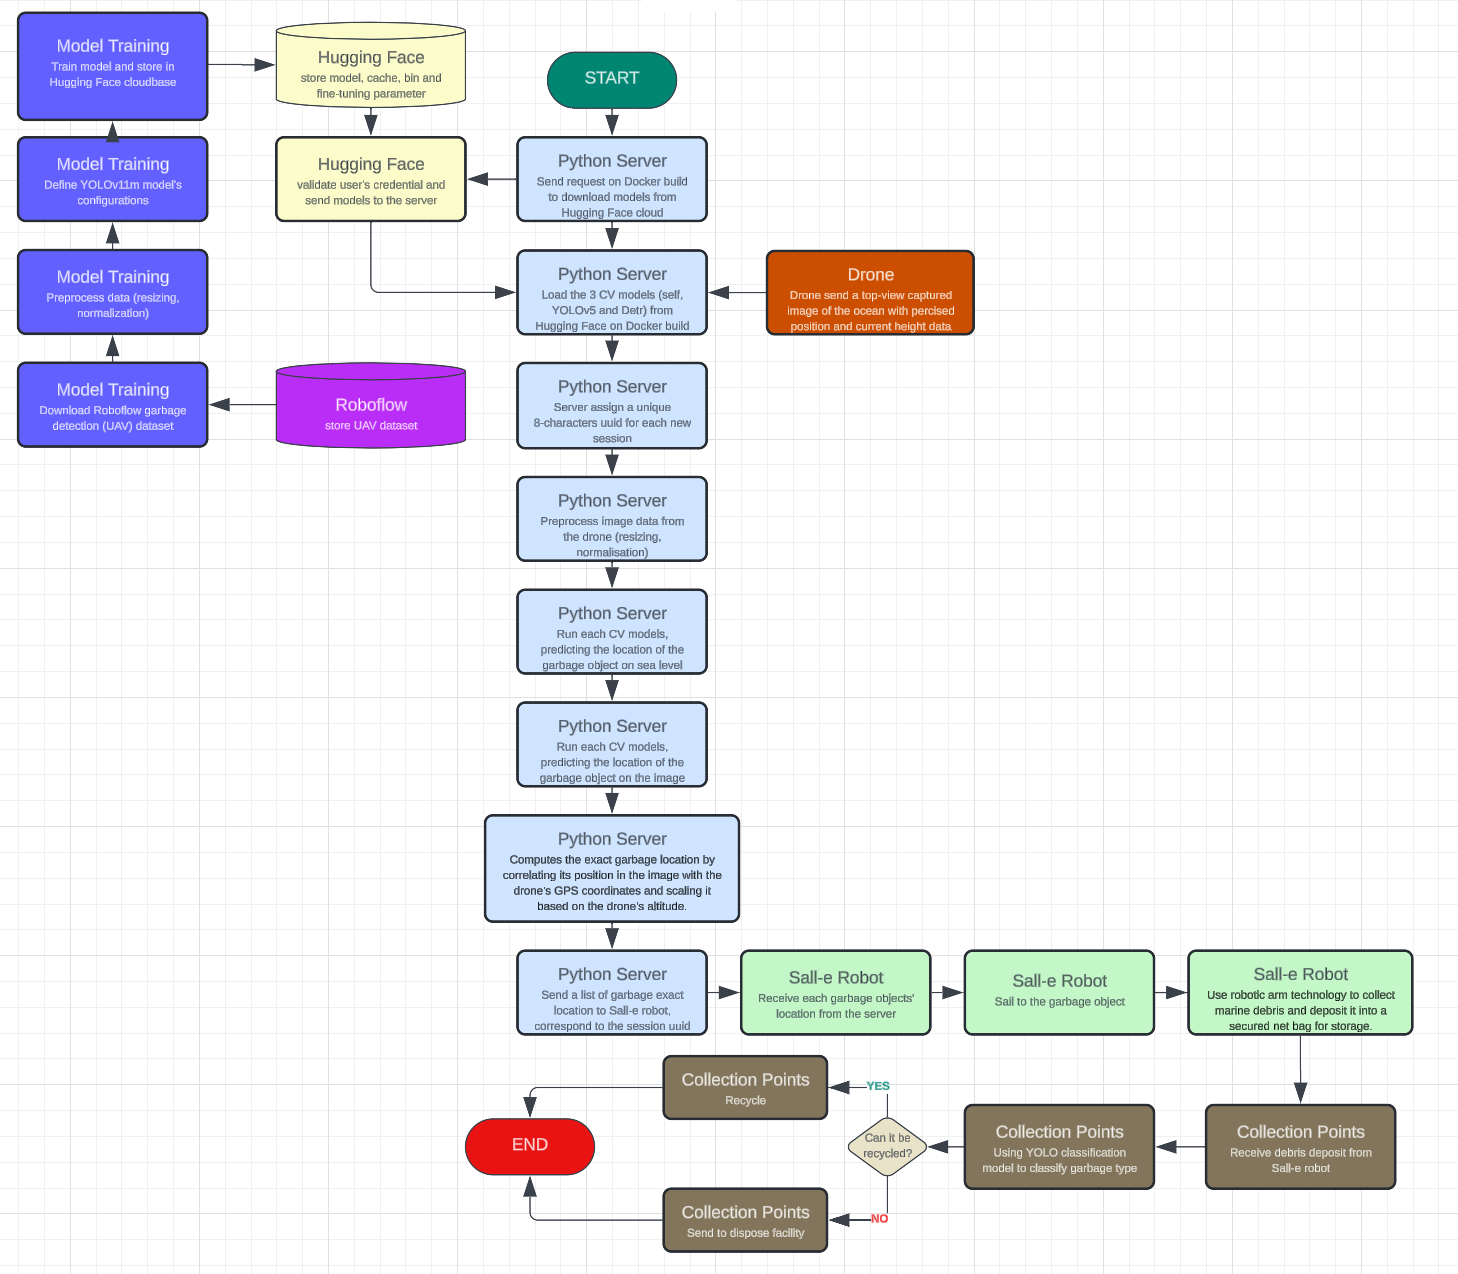 Model Training
Train model and store in
Hugging Face cloudbase
Hugging Face
store model, cache, bin and
fine-tuning parameter
START
Model Training
Define YOLOv11m model's
configurations
Hugging Face
validate user's credential and
send models to the server
Python Server
Send request on Docker build
to download models from
Hugging Face cloud
Model Training
Preprocess data (resizing,
normalization)
Python Server
Load the 3 CV models (self,
YOLOv5 and Detr) from
Hugging Face on Docker build
Drone
Drone send a top-view captured
image of the ocean with percised
position and current height data
Model Training
Download Roboflow garbage
detection (UAV) dataset
Roboflow
store UAV dataset
Python Server
Server assign a unique
8-characters uuid for each new
session
Python Server
Preprocess image data from
the drone (resizing,
normalisation)
Python Server
Run each CV models,
predicting the location of the
garbage object on sea level
Python Server
Run each CV models,
predicting the location of the
garbage object on the image
Python Server
Computes the exact garbage location by
correlating its position in the image with the
drone's GPS coordinates and scaling it
based on the drone's altitude.
Python Server
Send a list of garbage exact
location to Sall-e robot,
correspond to the session uuid
Sall-e Robot
Receive each garbage objects'
location from the server
Sall-e Robot
Sail to the garbage object
Sall-e Robot
Use robotic arm technology to collect
marine debris and deposit it into a
secured net bag for storage.
Collection Points
Recycle
YES
END
Can it be
recycled?
Collection Points
Using YOLO classification
model to classify garbage type
Collection Points
Receive debris deposit from
Sall-e robot
Collection Points
Send to dispose facility
NO